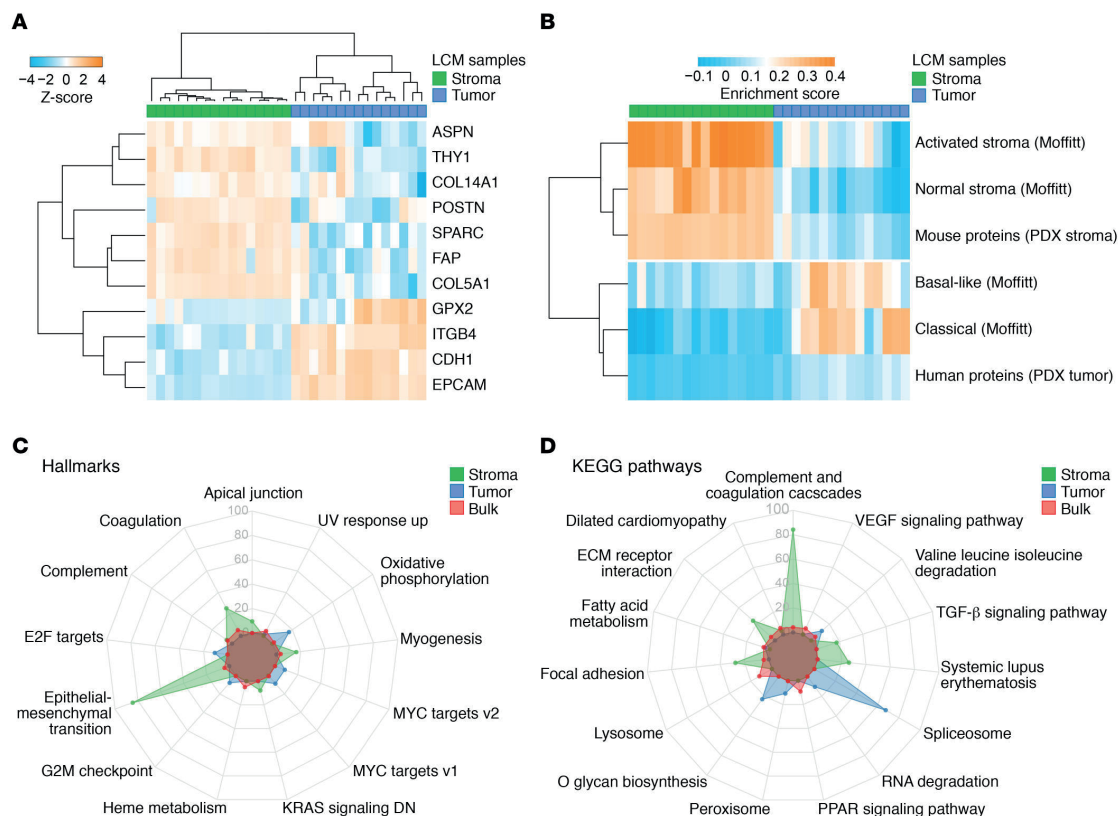 A
−4 −2 0 2 4
Z-score
LCM samples
Stroma
Tumor
ASPN
THY1
COL14A1
POSTN
SPARC
FAP
COL5A1
GPX2
ITGB4
CDH1
EPCAM
B
−0.1 0.1 0.2 0.4
Enrichment score
LCM samples
Stroma
Tumor
Activated stroma (Moffitt)
Normal stroma (Moffitt)
Mouse proteins (PDX stroma)
Basal-like (Moffitt)
Classical (Moffitt)
Human proteins (PDX tumor)
C
Hallmarks
Stroma
Tumor
Bulk
Apical junction
UV response up
Oxidative
phosphorylation
Myogenesis
MYC targets v2
MYC targets v1
KRAS signaling DN
Heme metabolism
G2M checkpoint
Epithelial-
mesenchymal
transition
E2F targets
Complement
Coagulation
100
80
60
40
20
D
KEGG pathways
Stroma
Tumor
Bulk
Complement and
coagulation cacscades
VEGF signaling pathway
Valine leucine isoleucine
degradation
TGF-β signaling pathway
Systemic lupus
erythematosis
Spliceosome
RNA degradation
PPAR signaling pathway
Peroxisome
O glycan biosynthesis
Lysosome
Focal adhesion
Fatty acid
metabolism
ECM receptor
interaction
Dilated cardiomyopathy
100
80
60
40
20